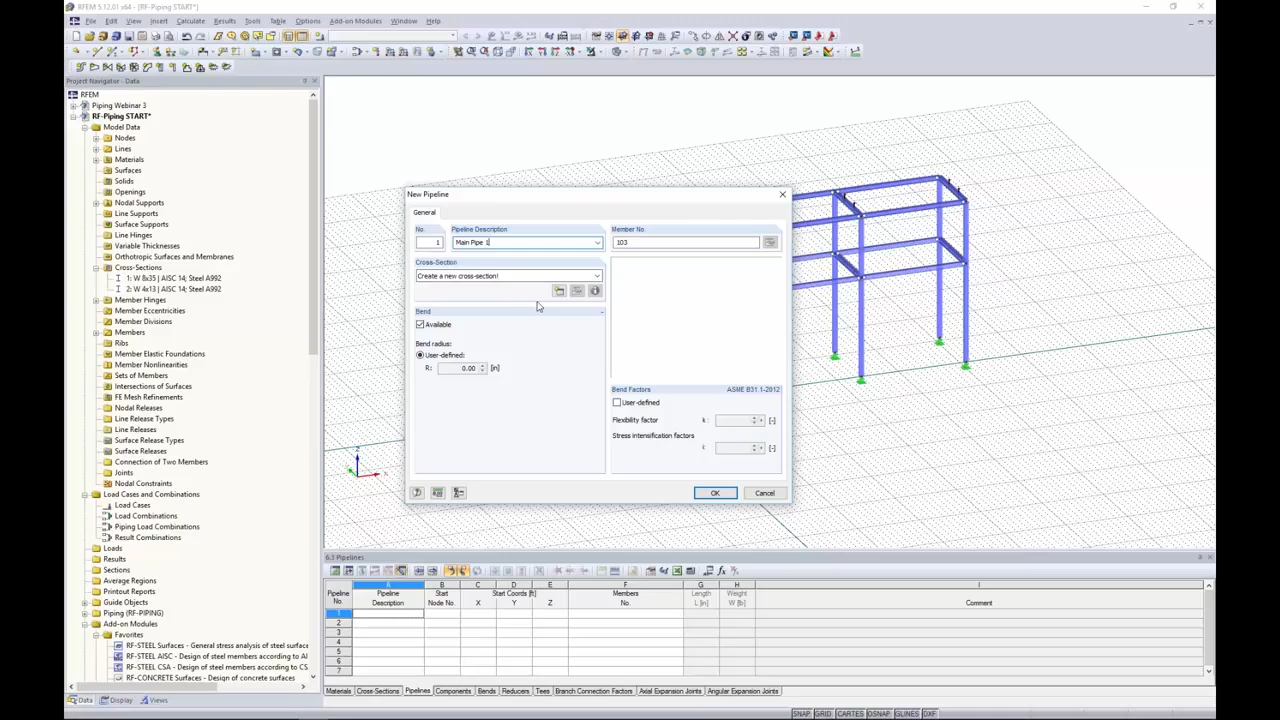 RFEM 5.12.01 x64 - [RF-Piping START*]
File Edit View Insert Calculate Results Tools Table Options Add-on Modules Window Help
Project Navigator - Data
RFEM
Piping Webinar 3
RF-Piping START*
Model Data
Nodes
Lines
Materials
Surfaces
Solids
Openings
Nodal Supports
Line Supports
Surface Supports
Line Hinges
Variable Thicknesses
Orthotropic Surfaces and Membranes
Cross-Sections
1: W 8x35 | AISC 14; Steel A992
2: W 4x13 | AISC 14; Steel A992
Member Hinges
Member Eccentricities
Member Divisions
Members
Ribs
Member Elastic Foundations
Member Nonlinearities
Sets of Members
Intersections of Surfaces
FE Mesh Refinements
Nodal Releases
Line Release Types
Line Releases
Surface Release Types
Surface Releases
Connection of Two Members
Joints
Nodal Constraints
Load Cases and Combinations
Load Cases
Load Combinations
Piping Load Combinations
Result Combinations
Loads
Results
Sections
Average Regions
Printout Reports
Guide Objects
Piping (RF-PIPING)
Add-on Modules
Favorites
RF-STEEL Surfaces - General stress analysis of steel surface
RF-STEEL AISC - Design of steel members according to AI
RF-STEEL CSA - Design of steel members according to CS
RF-CONCRETE Surfaces - Design of concrete surfaces
Data Display Views
New Pipeline
General
No. Pipeline Description Member No.
1 Main Pipe 1 103
Cross-Section
Create a new cross-section!
Bend
Available
Bend radius:
User-defined:
R: 0.00 [in]
Bend Factors ASME B31.1-2012
User-defined
Flexibility factor k : [-]
Stress intensification factors
[-]
OK Cancel
6.3 Pipelines
A B C D E F G H I
Pipeline Pipeline Start Start Coords [ft] Members Length Weight
No. Description Node No. X Y Z No. L [in] W [lb] Comment
1
2
3
4
5
6
7
Materials Cross-Sections Pipelines Components Bends Reducers Tees Branch Connection Factors Axial Expansion Joints Angular Expansion Joints
SNAP GRID CARTES OSNAP GLINES DXF